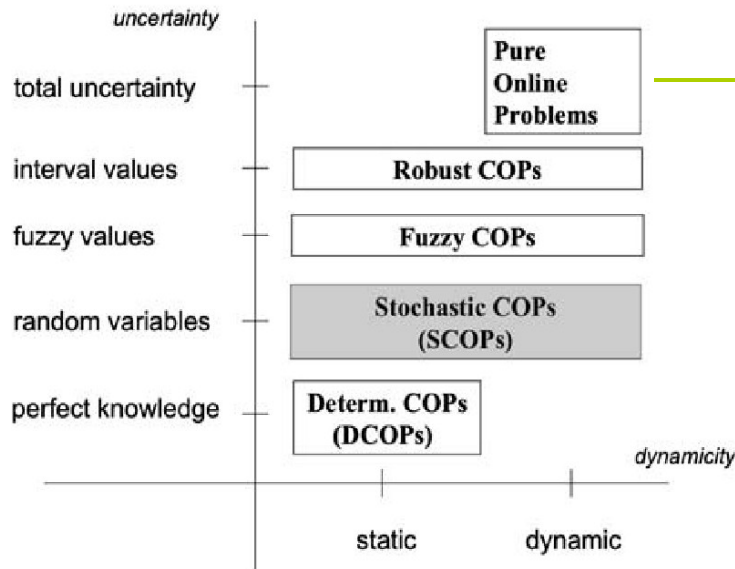 uncertainty
total uncertainty
Pure
Online
Problems
interval values
Robust COPs
fuzzy values
Fuzzy COPs
random variables
Stochastic COPs
(SCOPs)
perfect knowledge
Determ. COPs
(DCOPs)
dynamicity
static
dynamic